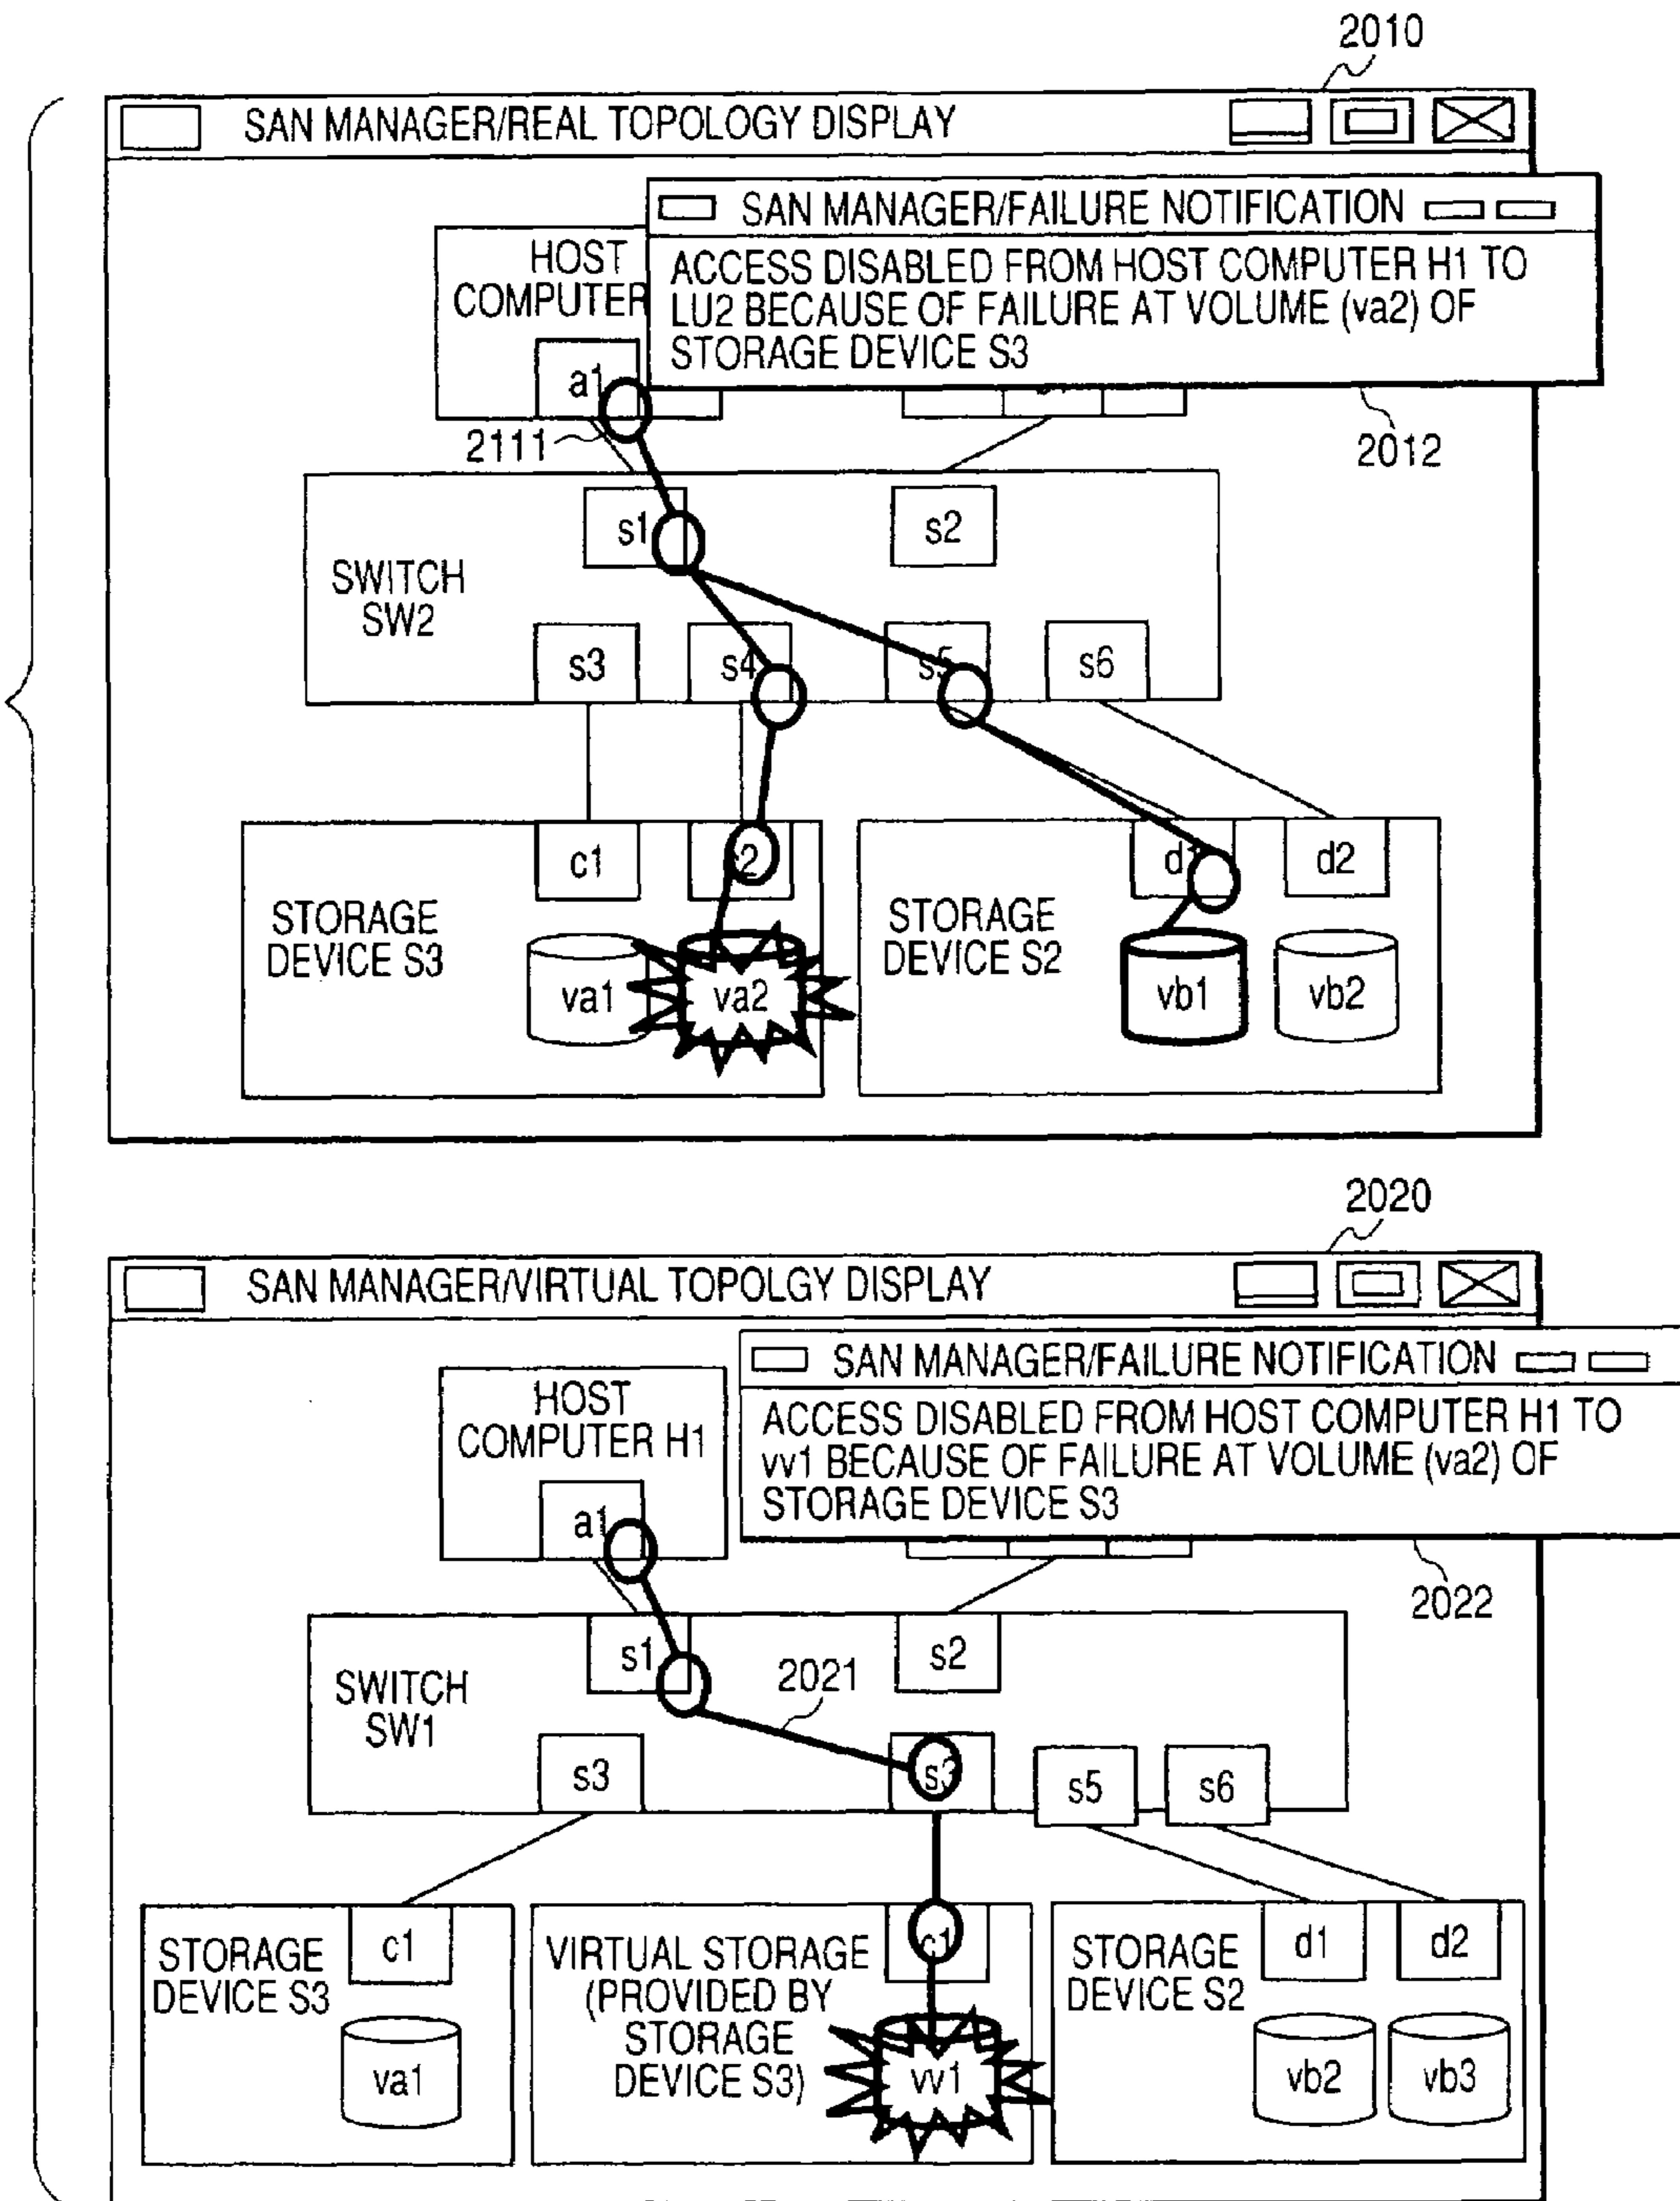 2010
SAN MANAGER/REAL TOPOLOGY DISPLAY
SAN MANAGER/FAILURE NOTIFICATION
ACCESS DISABLED FROM HOST COMPUTER H1 TO
LU2 BECAUSE OF FAILURE AT VOLUME (va2) OF
STORAGE DEVICE S3
HOST
COMPUTER
a1
2111
2012
s1
s2
SWITCH
SW2
s3
s4
s5
s6
c1
2
d1
d2
STORAGE
DEVICE S3
STORAGE
DEVICE S2
va1
va2
vb1
vb2
2020
SAN MANAGER/VIRTUAL TOPOLGY DISPLAY
SAN MANAGER/FAILURE NOTIFICATION
ACCESS DISABLED FROM HOST COMPUTER H1 TO
vv1 BECAUSE OF FAILURE AT VOLUME (va2) OF
STORAGE DEVICE S3
HOST
COMPUTER H1
a1
2022
s1
s2
2021
SWITCH
SW1
s3
s3
s5
s6
STORAGE
DEVICE S3
c1
va1
VIRTUAL STORAGE
(PROVIDED BY
STORAGE
DEVICE S3)
c1
vv1
STORAGE
DEVICE S2
d1
d2
vb2
vb3